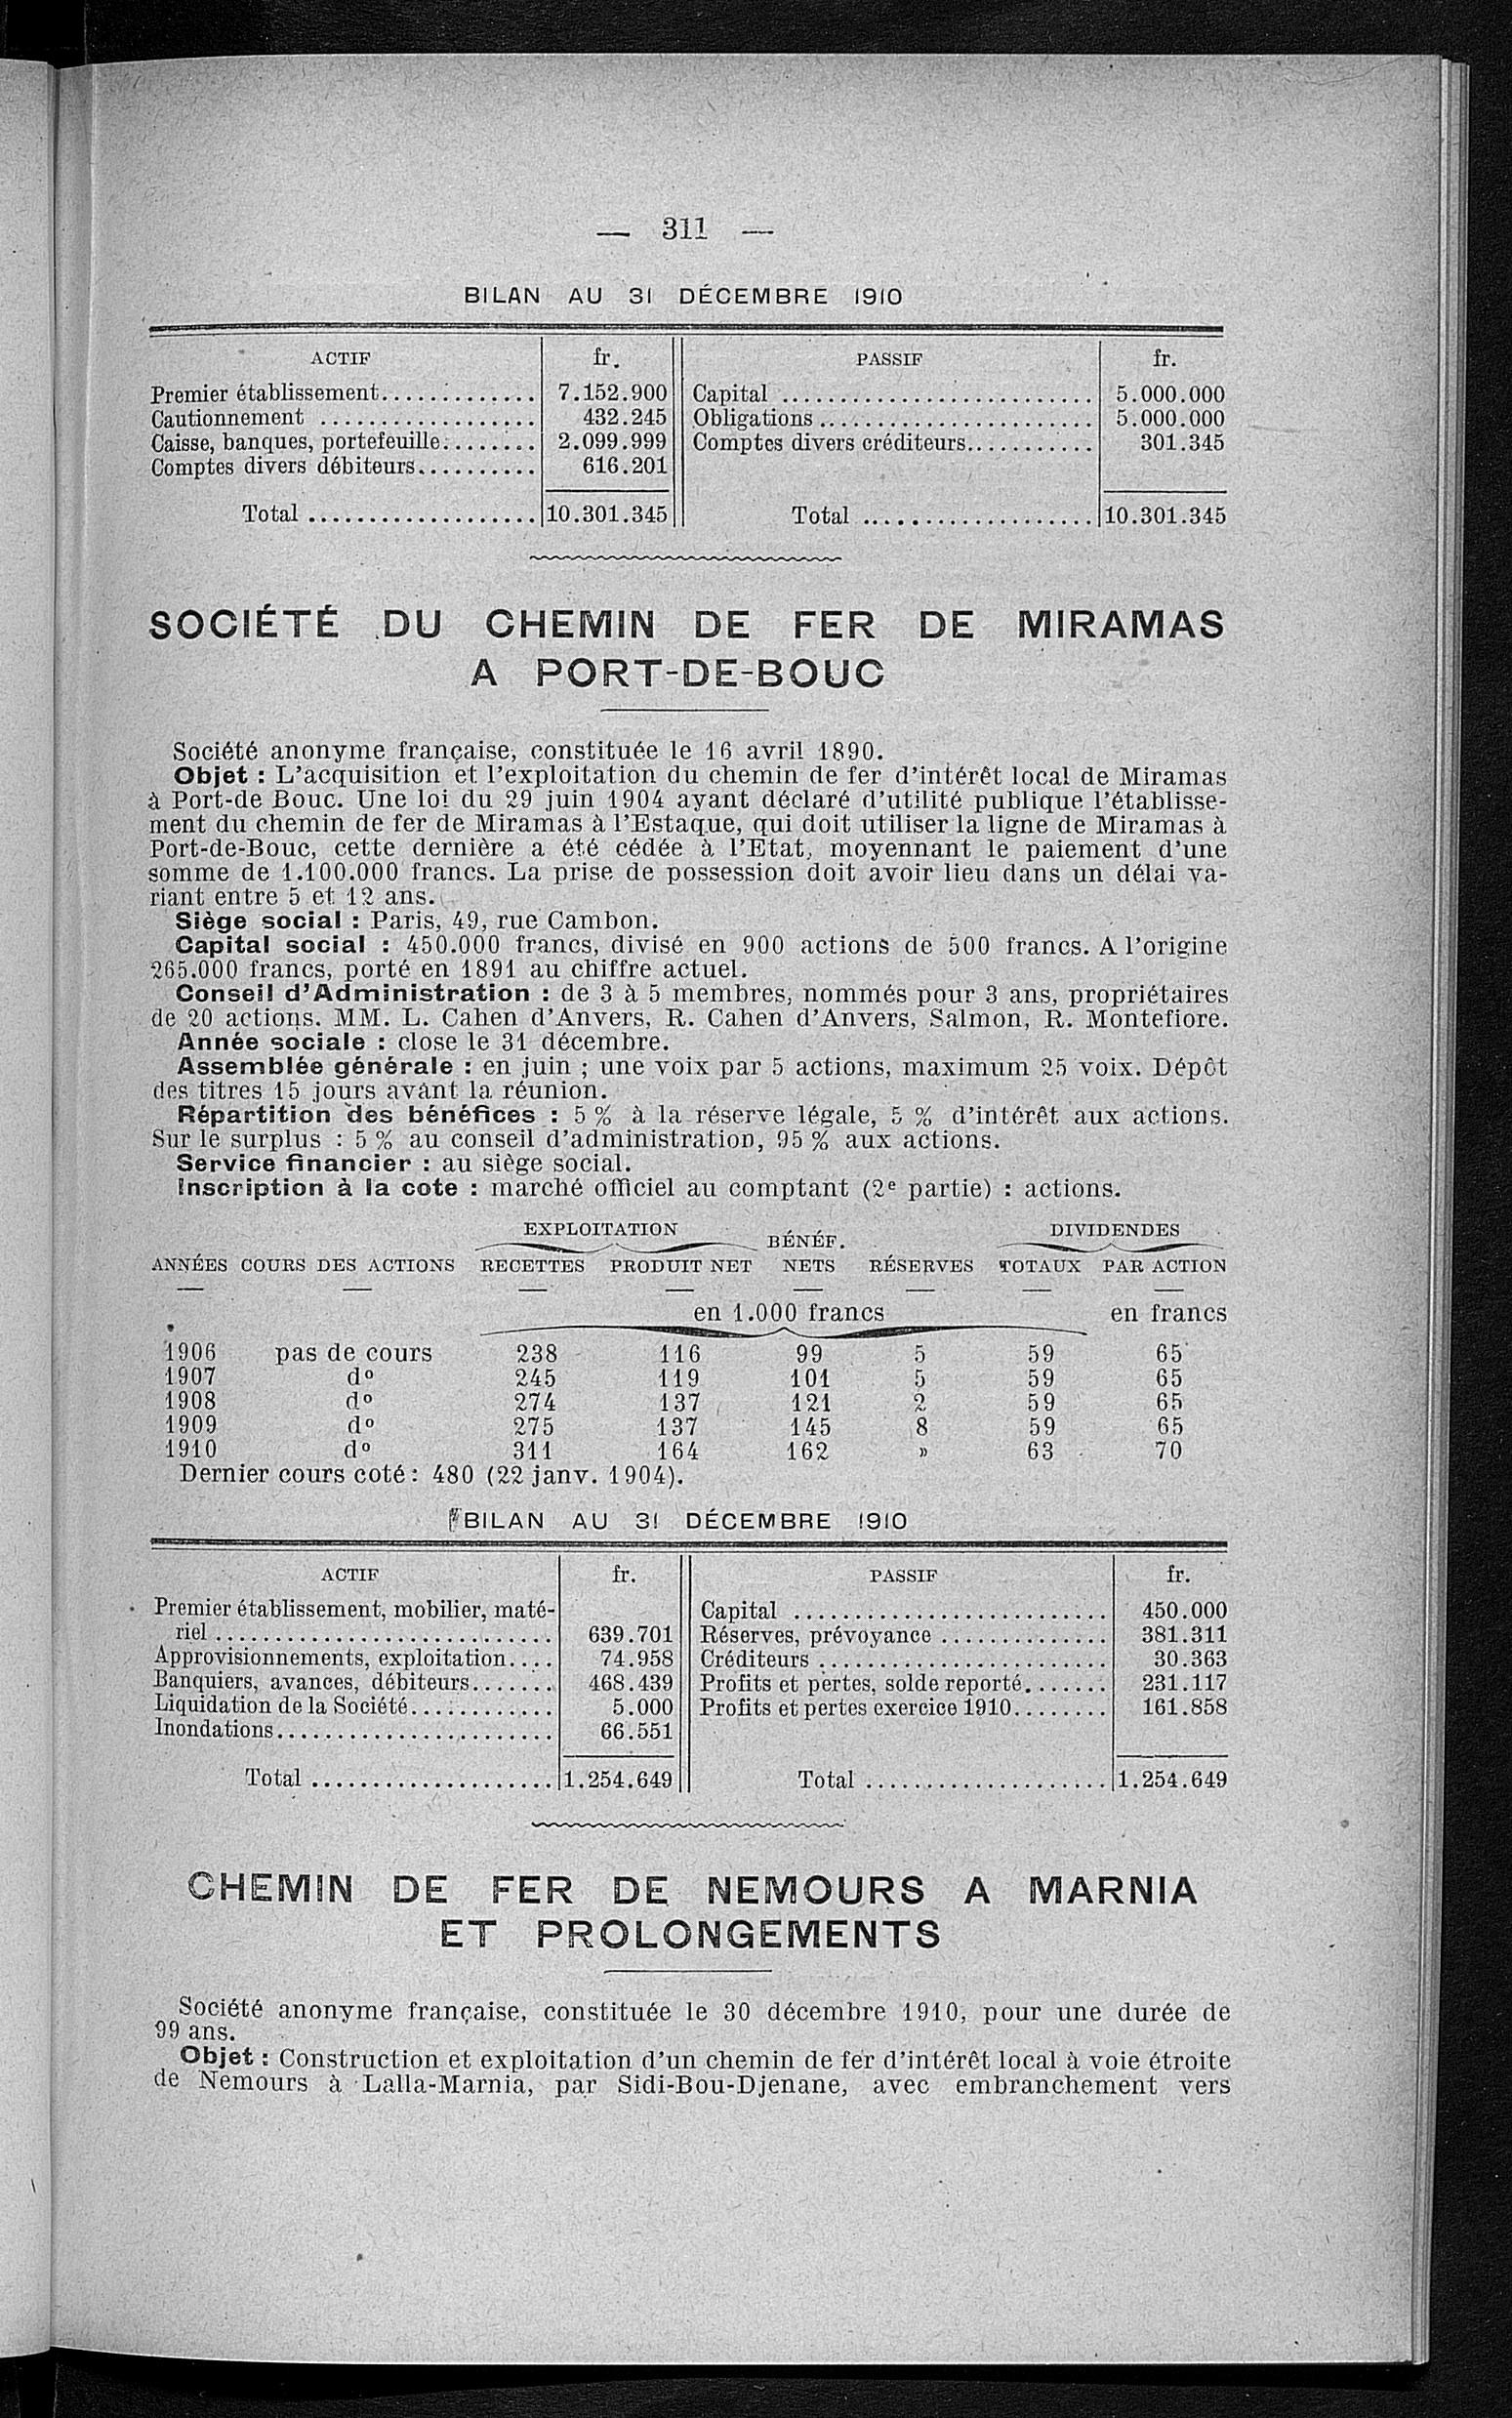 — 311 —
BILAN AU 31 DÉCEMBRE 1910
ACTIF fr. PASSIF fr.
Premier établissement............. 7.152.900 Capital .......................... 5.000.000
Cautionnement .................. 432.245 Obligations....................... 5.000.000
Caisse, banques, portefeuille........ 2.099.999 Comptes divers créditeurs........... 301.345
Comptes divers débiteurs.......... 616.201
Total ................... 10.301.345 Total ................... 10.301.345
SOCIÉTÉ DU CHEMIN DE FER DE MIRAMAS
A PORT-DE-BOUC
Société anonyme française, constituée le 16 avril 1890.
Objet : L'acquisition et l'exploitation du chemin de fer d'intérêt local de Miramas
à Port-de Bouc. Une loi du 29 juin 1904 ayant déclaré d'utilité publique l'établisse-
ment du chemin de fer de Miramas à l'Estaque, qui doit utiliser la ligne de Miramas à
Port-de-Bouc, cette dernière a été cédée à l'Etat, moyennant le paiement d'une
somme de 1.100.000 francs. La prise de possession doit avoir lieu dans un délai va-
riant entre 5 et 12 ans.
Siège social : Paris, 49, rue Cambon.
Capital social : 450.000 francs, divisé en 900 actions de 500 francs. A l'origine
265.000 francs, porté en 1891 au chiffre actuel.
Conseil d'Administration : de 3 à 5 membres, nommés pour 3 ans, propriétaires
de 20 actions. MM. L. Cahen d'Anvers, R. Cahen d'Anvers, Salmon, R. Montefiore.
Année sociale : close le 31 décembre.
Assemblée générale : en juin ; une voix par 5 actions, maximum 25 voix. Dépôt
des titres 15 jours avant la réunion.
Répartition des bénéfices : 5 % à la réserve légale, 5 % d'intérêt aux actions.
Sur le surplus : 5 % au conseil d'administration, 95 % aux actions.
Service financier : au siège social.
Inscription à la cote : marché officiel au comptant (2e partie) : actions.
EXPLOITATION BÉNÉF. DIVIDENDES
ANNÉES COURS DES ACTIONS RECETTES PRODUIT NET NETS RÉSERVES TOTAUX PAR ACTION
en 1.000 francs en francs
1906 pas de cours 238 116 99 5 59 65
1907 do 245 119 101 5 59 65
1908 do 274 137 121 2 59 65
1909 do 275 137 145 8 59 65
1910 do 311 164 162 » 63 70
Dernier cours coté : 480 (22 janv. 1904).
BILAN AU 31 DÉCEMBRE 1910
ACTIF fr. PASSIF fr.
Premier établissement, mobilier, maté- Capital .......................... 450.000
riel ............................ 639.701 Réserves, prévoyance .............. 381.311
Approvisionnements, exploitation.... 74.958 Créditeurs ........................ 30.363
Banquiers, avances, débiteurs....... 468.439 Profits et pertes, solde reporté....... 231.117
Liquidation de la Société............ 5.000 Profits et pertes exercice 1910........ 161.858
Inondations....................... 66.551
Total .................... 1.254.649 Total .................... 1.254.649
CHEMIN DE FER DE NEMOURS A MARNIA
ET PROLONGEMENTS
Société anonyme française, constituée le 30 décembre 1910, pour une durée de
99 ans.
Objet : Construction et exploitation d'un chemin de fer d'intérêt local à voie étroite
de Nemours à Lalla-Marnia, par Sidi-Bou-Djenane, avec embranchement vers